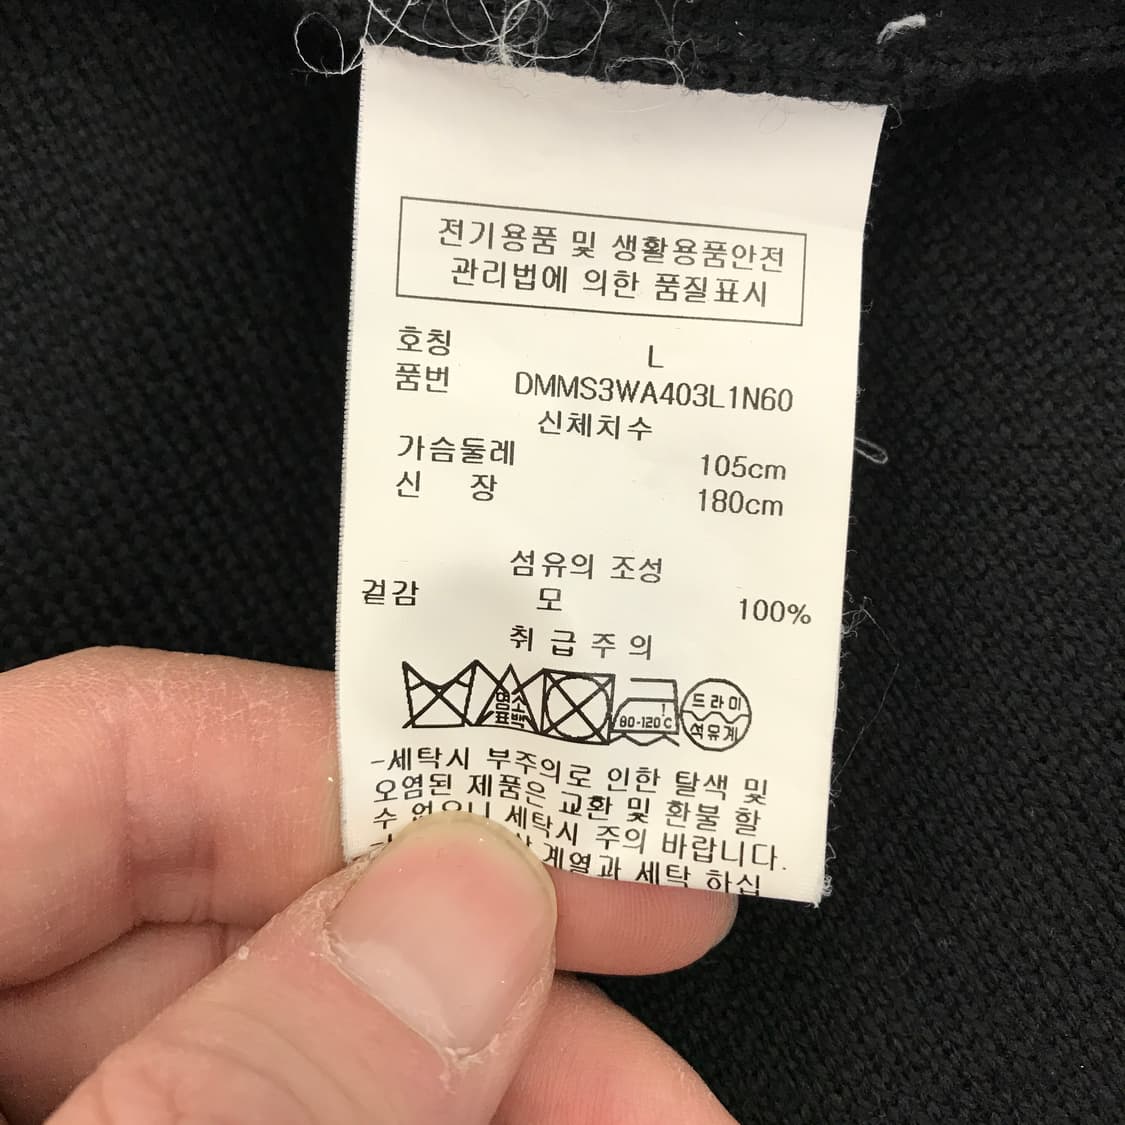 전기용품 및 생활용품안전
관리법에 의한 품질표시
호칭 L
품번 DMMS3WA403L1N60
신체치수
가슴둘레 105cm
신 장 180cm
섬유의 조성
겉감 모 100%
취 급 주 의
염소
표백
80-120℃
드라이
석유계
-세탁시 부주의로 인한 탈색 및
오염된 제품은 교환 및 환불 할
수 없으니 세탁시 주의 바랍니다.
계열과 세탁 하십